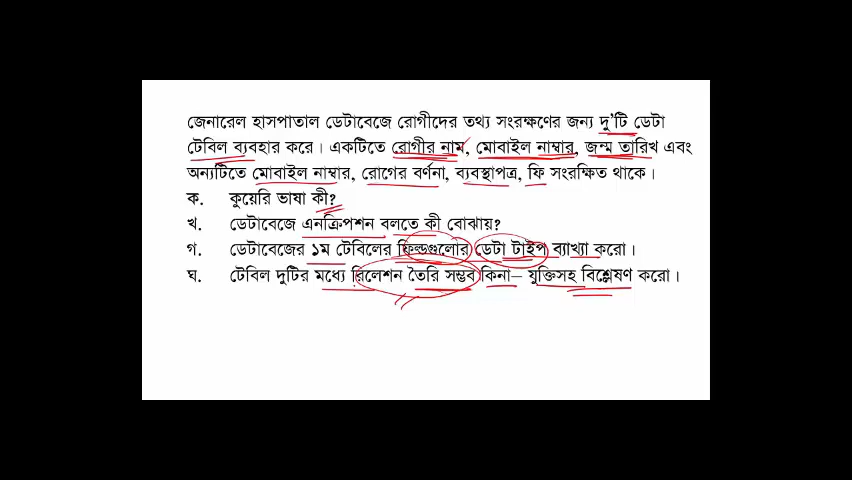 জেনারেল হাসপাতাল ডেটাবেজে রোগীদের তথ্য সংরক্ষণের জন্য দু'টি ডেটা
টেবিল ব্যবহার করে। একটিতে রোগীর নাম, মোবাইল নাম্বার, জন্ম তারিখ এবং
অন্যটিতে মোবাইল নাম্বার, রোগের বর্ণনা, ব্যবস্থাপত্র, ফি সংরক্ষিত থাকে।
ক. কুয়েরি ভাষা কী?
খ. ডেটাবেজে এনক্রিপশন বলতে কী বোঝায়?
গ. ডেটাবেজের ১ম টেবিলের ফিল্ডগুলোর ডেটা টাইপ ব্যাখ্যা করো।
ঘ. টেবিল দুটির মধ্যে রিলেশন তৈরি সম্ভব কিনা– যুক্তিসহ বিশ্লেষণ করো।